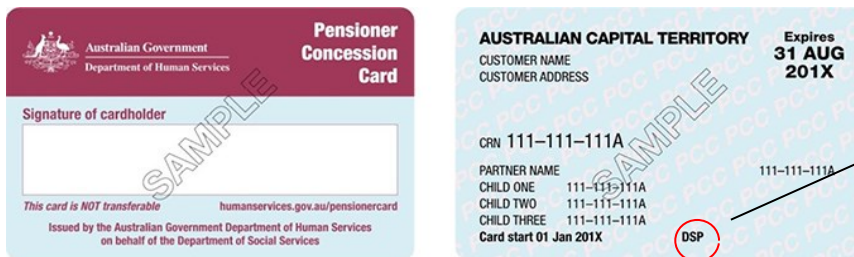 Australian Government
Department of Human Services
Pensioner
Concession
Card
Signature of cardholder
SAMPLE
This card is NOT transferable humanservices.gov.au/pensionercard
Issued by the Australian Government Department of Human Services
on behalf of the Department of Social Services
AUSTRALIAN CAPITAL TERRITORY
Expires
31 AUG
201X
CUSTOMER NAME
CUSTOMER ADDRESS
SAMPLE
CRN 111–111–111A
PARTNER NAME 111–111–111A
CHILD ONE 111–111–111A
CHILD TWO 111–111–111A
CHILD THREE 111–111–111A
Card start 01 Jan 201X DSP